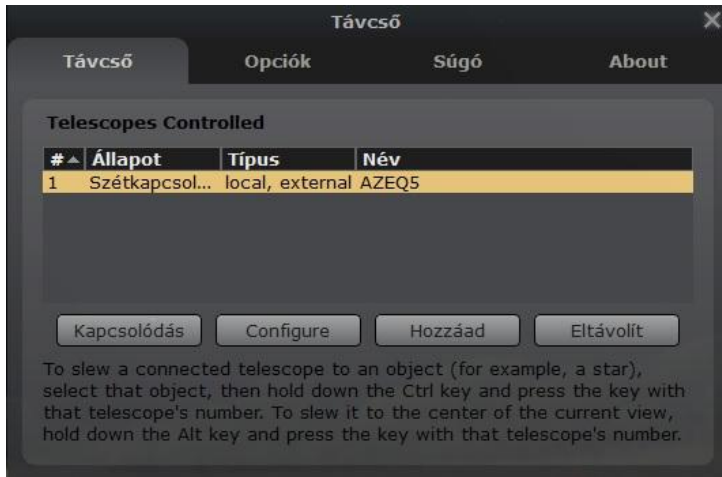 Távcső
Távcső Opciók Súgó About
Telescopes Controlled
# Állapot Típus Név
1 Szétkapcsol... local, external AZEQ5
Kapcsolódás Configure Hozzáad Eltávolít
To slew a connected telescope to an object (for example, a star),
select that object, then hold down the Ctrl key and press the key with
that telescope's number. To slew it to the center of the current view,
hold down the Alt key and press the key with that telescope's number.